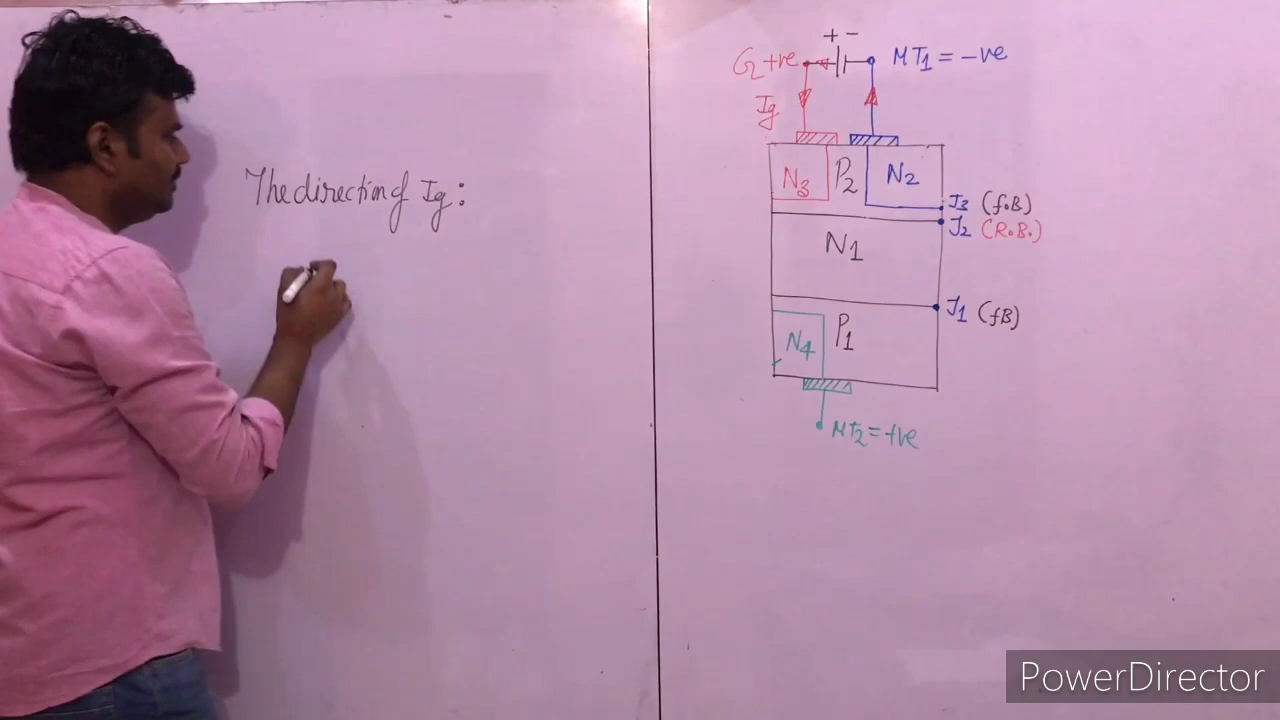 The direction of Ig:
+ -
G2 +ve
MT1 = -ve
Ig
N3
P2
N2
J3 (f.B)
J2 (R.B.)
N1
J1 (fB)
N4
P1
MT2 = +ve
PowerDirector